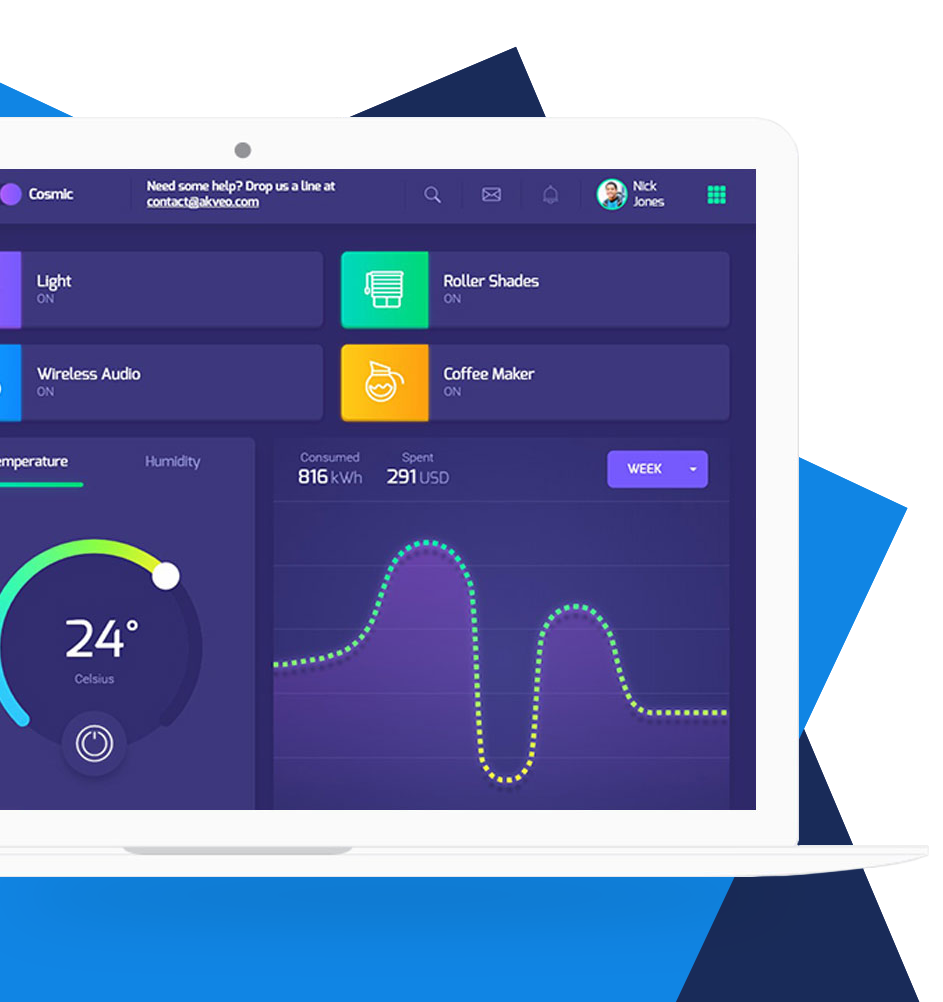 Cosmic
Need some help? Drop us a line at
contact@akveo.com
Nick
Jones
Light
ON
Roller Shades
ON
Wireless Audio
ON
Coffee Maker
ON
emperature
Humidity
Consumed
816 kWh
Spent
291 USD
WEEK
24°
Celsius